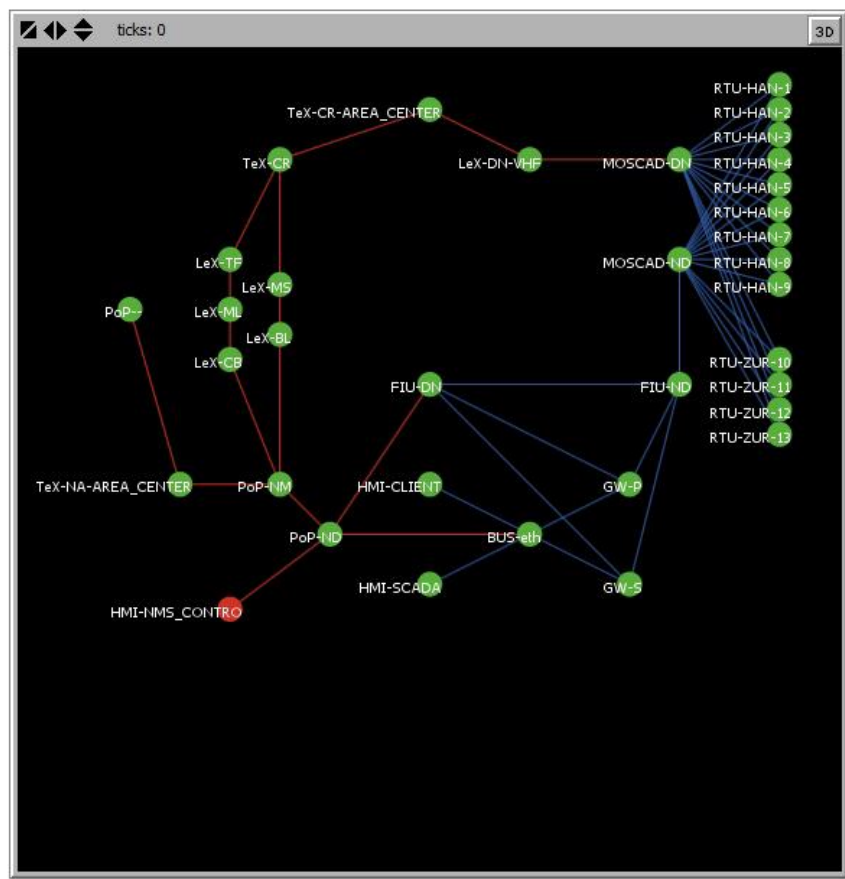 ticks: 0
3D
RTU-HAN-1
TeX-CR-AREA_CENTER
RTU-HAN-2
RTU-HAN-3
TeX-CR
LeX-DN-VHF
MOSCAD-DN
RTU-HAN-4
RTU-HAN-5
RTU-HAN-6
RTU-HAN-7
LeX-TF
MOSCAD-ND
RTU-HAN-8
LeX-MS
RTU-HAN-9
PoP--
LeX-ML
LeX-BL
LeX-CB
RTU-ZUR-10
FIU-DN
FIU-ND
RTU-ZUR-11
RTU-ZUR-12
RTU-ZUR-13
TeX-NA-AREA_CENTER
PoP-NM
HMI-CLIENT
GW-P
PoP-ND
BUS-eth
HMI-SCADA
GW-S
HMI-NMS_CONTRO